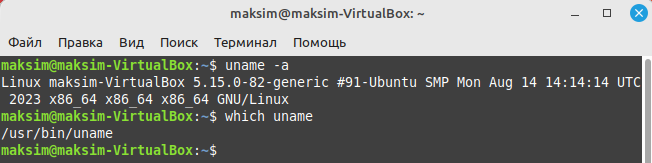 maksim@maksim-VirtualBox: ~
Файл Правка Вид Поиск Терминал Помощь
maksim@maksim-VirtualBox:~$ uname -a
Linux maksim-VirtualBox 5.15.0-82-generic #91-Ubuntu SMP Mon Aug 14 14:14:14 UTC
 2023 x86_64 x86_64 x86_64 GNU/Linux
maksim@maksim-VirtualBox:~$ which uname
/usr/bin/uname
maksim@maksim-VirtualBox:~$